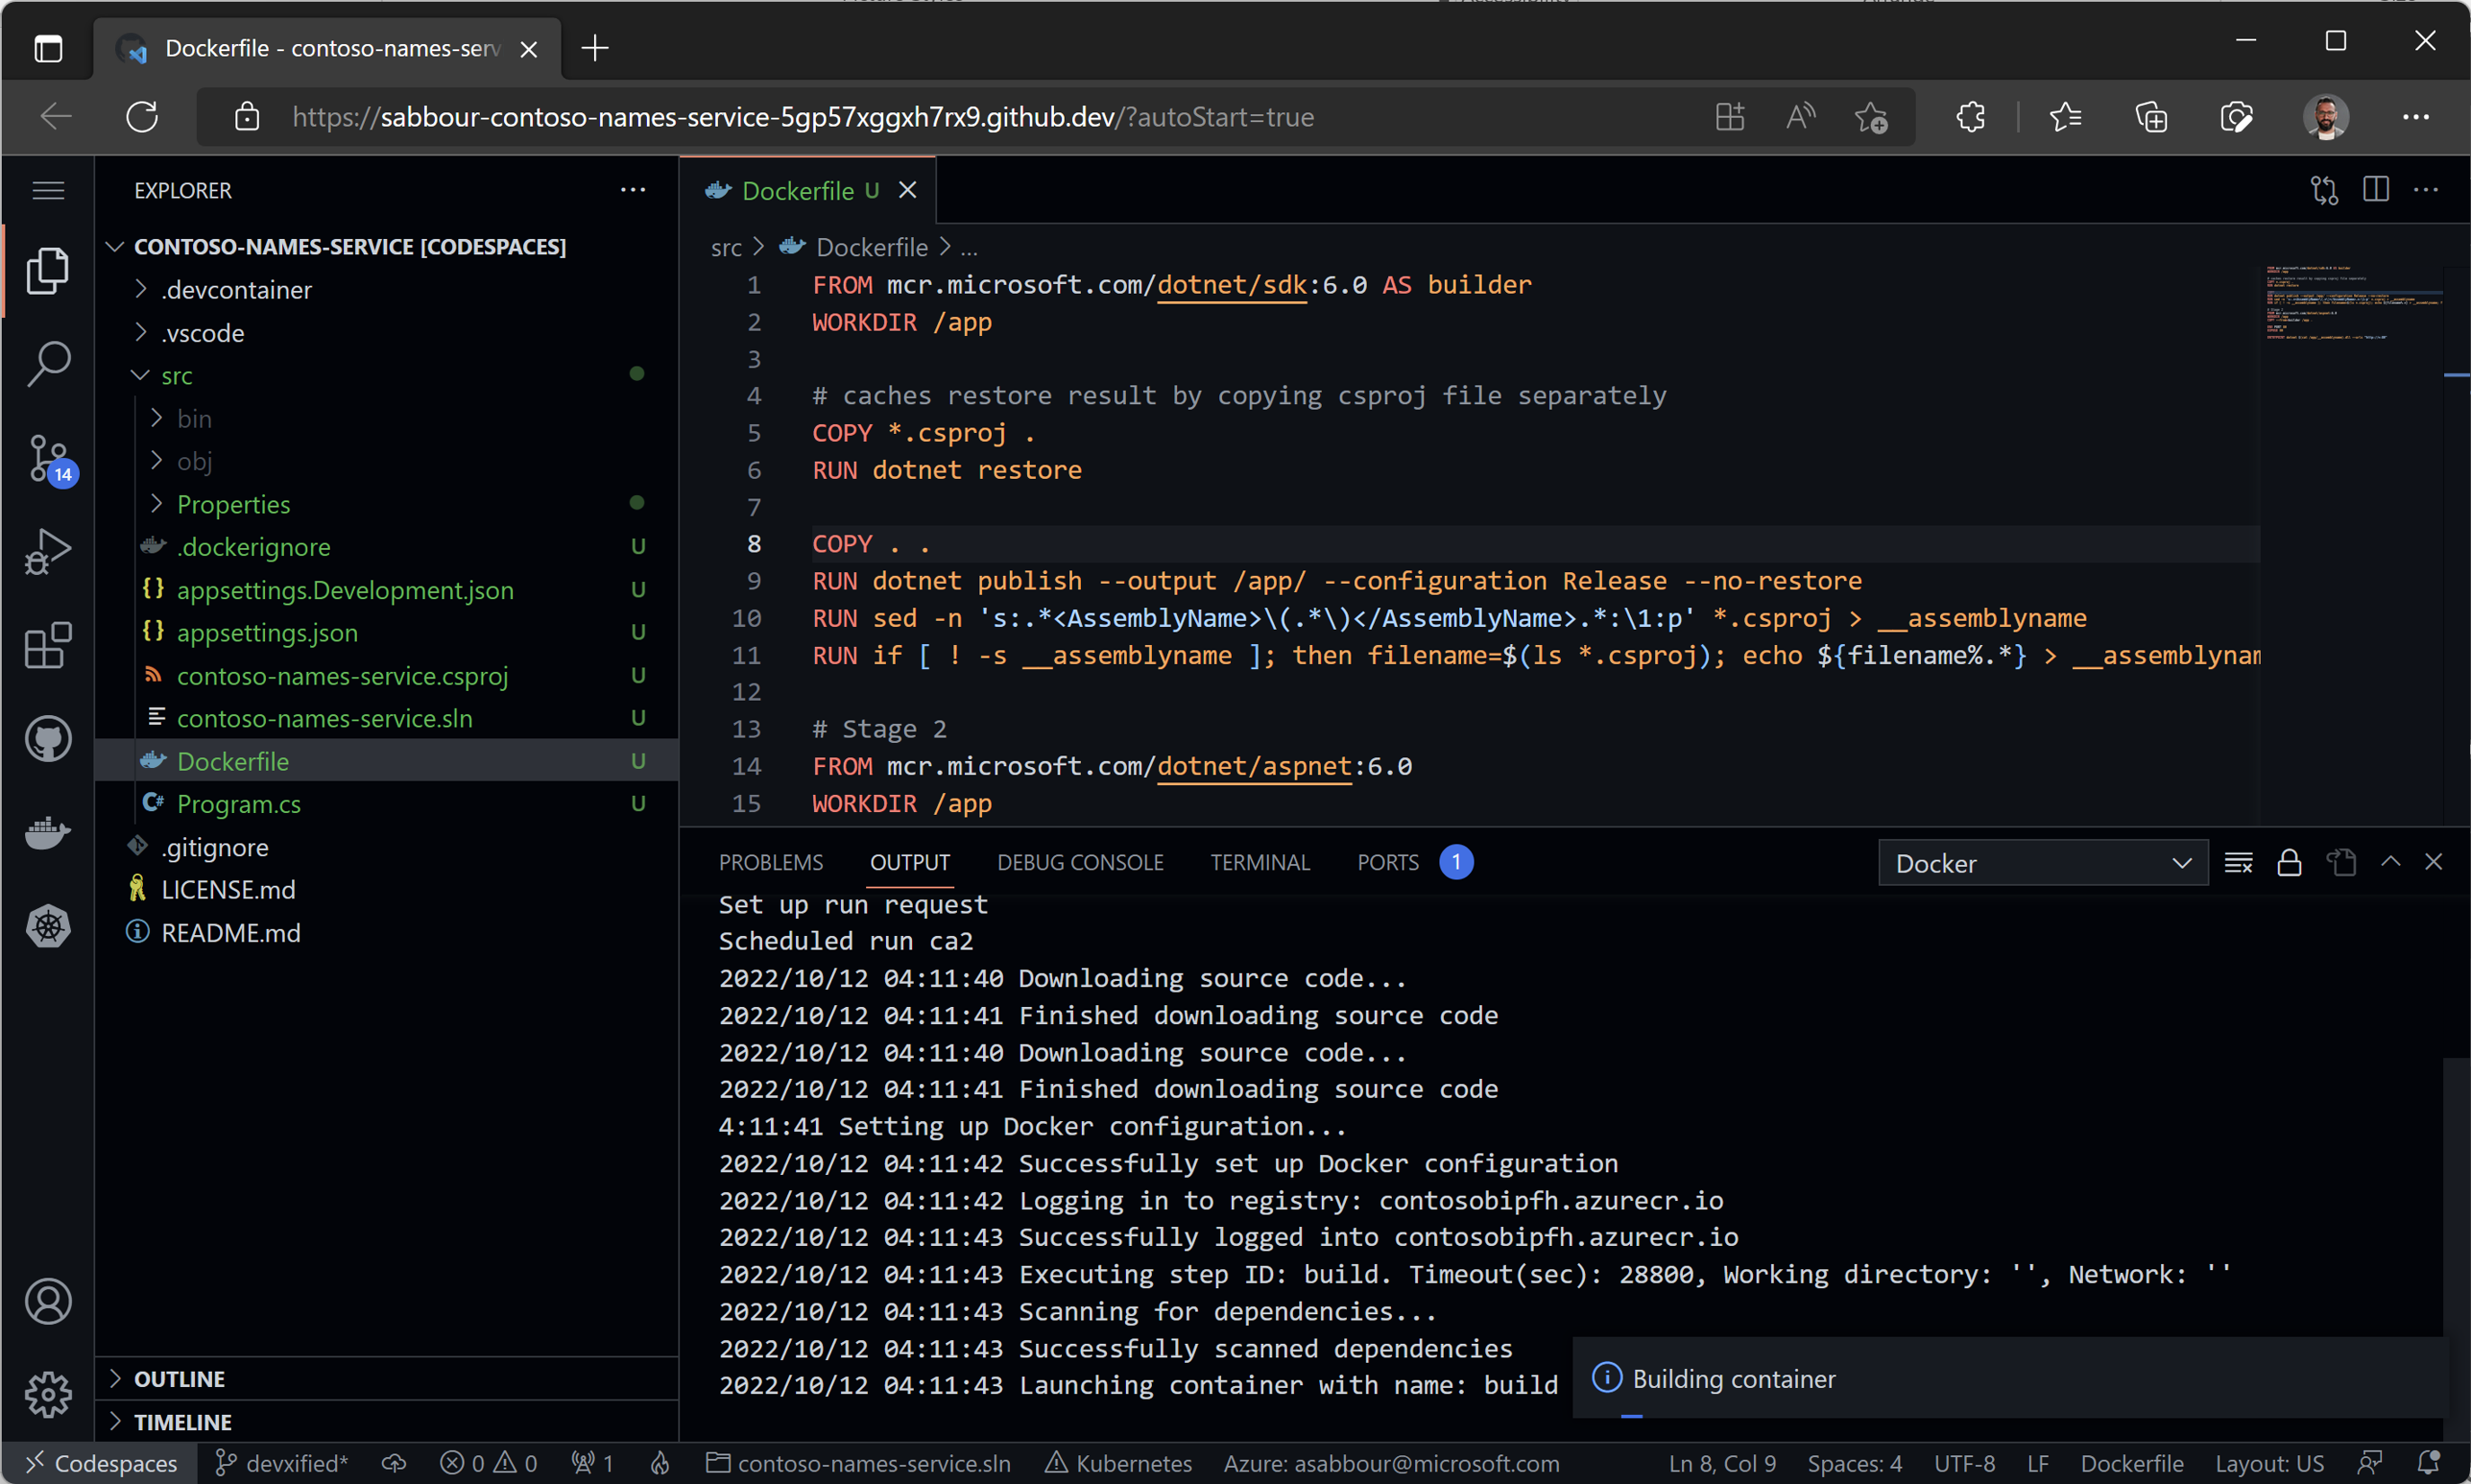 Dockerfile - contoso-names-serv
https://sabbour-contoso-names-service-5gp57xggxh7rx9.github.dev/?autoStart=true
EXPLORER
CONTOSO-NAMES-SERVICE [CODESPACES]
.devcontainer
.vscode
src
bin
obj
Properties
.dockerignore U
appsettings.Development.json U
appsettings.json U
contoso-names-service.csproj U
contoso-names-service.sln U
Dockerfile U
Program.cs U
.gitignore
LICENSE.md
README.md
OUTLINE
TIMELINE
14
Dockerfile U
src > Dockerfile > ...
1 FROM mcr.microsoft.com/dotnet/sdk:6.0 AS builder
2 WORKDIR /app
3
4 # caches restore result by copying csproj file separately
5 COPY *.csproj .
6 RUN dotnet restore
7
8 COPY . .
9 RUN dotnet publish --output /app/ --configuration Release --no-restore
10 RUN sed -n 's:.*<AssemblyName>\(.*\)</AssemblyName>.*:\1:p' *.csproj > __assemblyname
11 RUN if [ ! -s __assemblyname ]; then filename=$(ls *.csproj); echo ${filename%.*} > __assemblynam
12
13 # Stage 2
14 FROM mcr.microsoft.com/dotnet/aspnet:6.0
15 WORKDIR /app
PROBLEMS OUTPUT DEBUG CONSOLE TERMINAL PORTS 1 Docker
Set up run request
Scheduled run ca2
2022/10/12 04:11:40 Downloading source code...
2022/10/12 04:11:41 Finished downloading source code
2022/10/12 04:11:40 Downloading source code...
2022/10/12 04:11:41 Finished downloading source code
4:11:41 Setting up Docker configuration...
2022/10/12 04:11:42 Successfully set up Docker configuration
2022/10/12 04:11:42 Logging in to registry: contosobipfh.azurecr.io
2022/10/12 04:11:43 Successfully logged into contosobipfh.azurecr.io
2022/10/12 04:11:43 Executing step ID: build. Timeout(sec): 28800, Working directory: '', Network: ''
2022/10/12 04:11:43 Scanning for dependencies...
2022/10/12 04:11:43 Successfully scanned dependencies
2022/10/12 04:11:43 Launching container with name: build
Building container
Codespaces devxified* 0 0 1 contoso-names-service.sln Kubernetes Azure: asabbour@microsoft.com Ln 8, Col 9 Spaces: 4 UTF-8 LF Dockerfile Layout: US